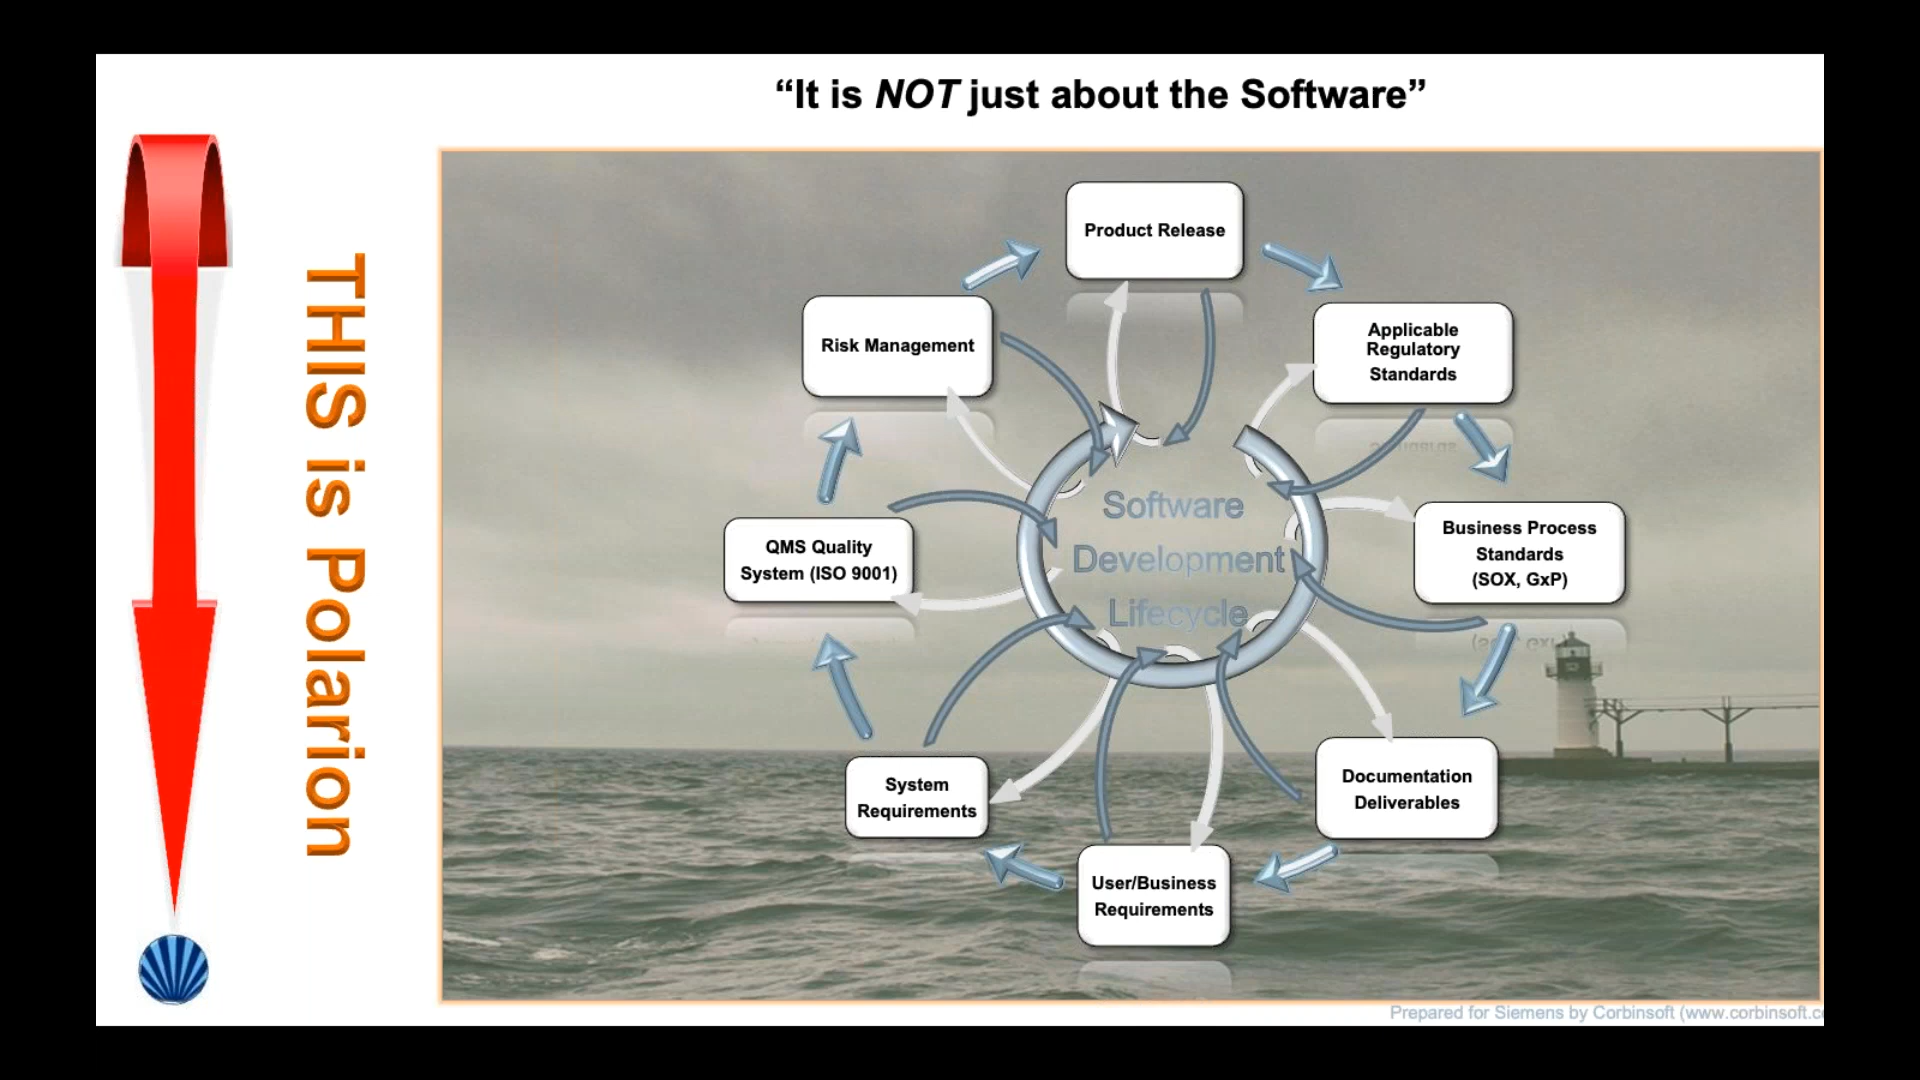 “It is NOT just about the Software”
THIS is Polarion
Product Release
Risk Management
Applicable
Regulatory
Standards
Software
Development
Lifecycle
QMS Quality
System (ISO 9001)
Business Process
Standards
(SOX, GxP)
System
Requirements
Documentation
Deliverables
User/Business
Requirements
Prepared for Siemens by Corbinsoft (www.corbinsoft.c